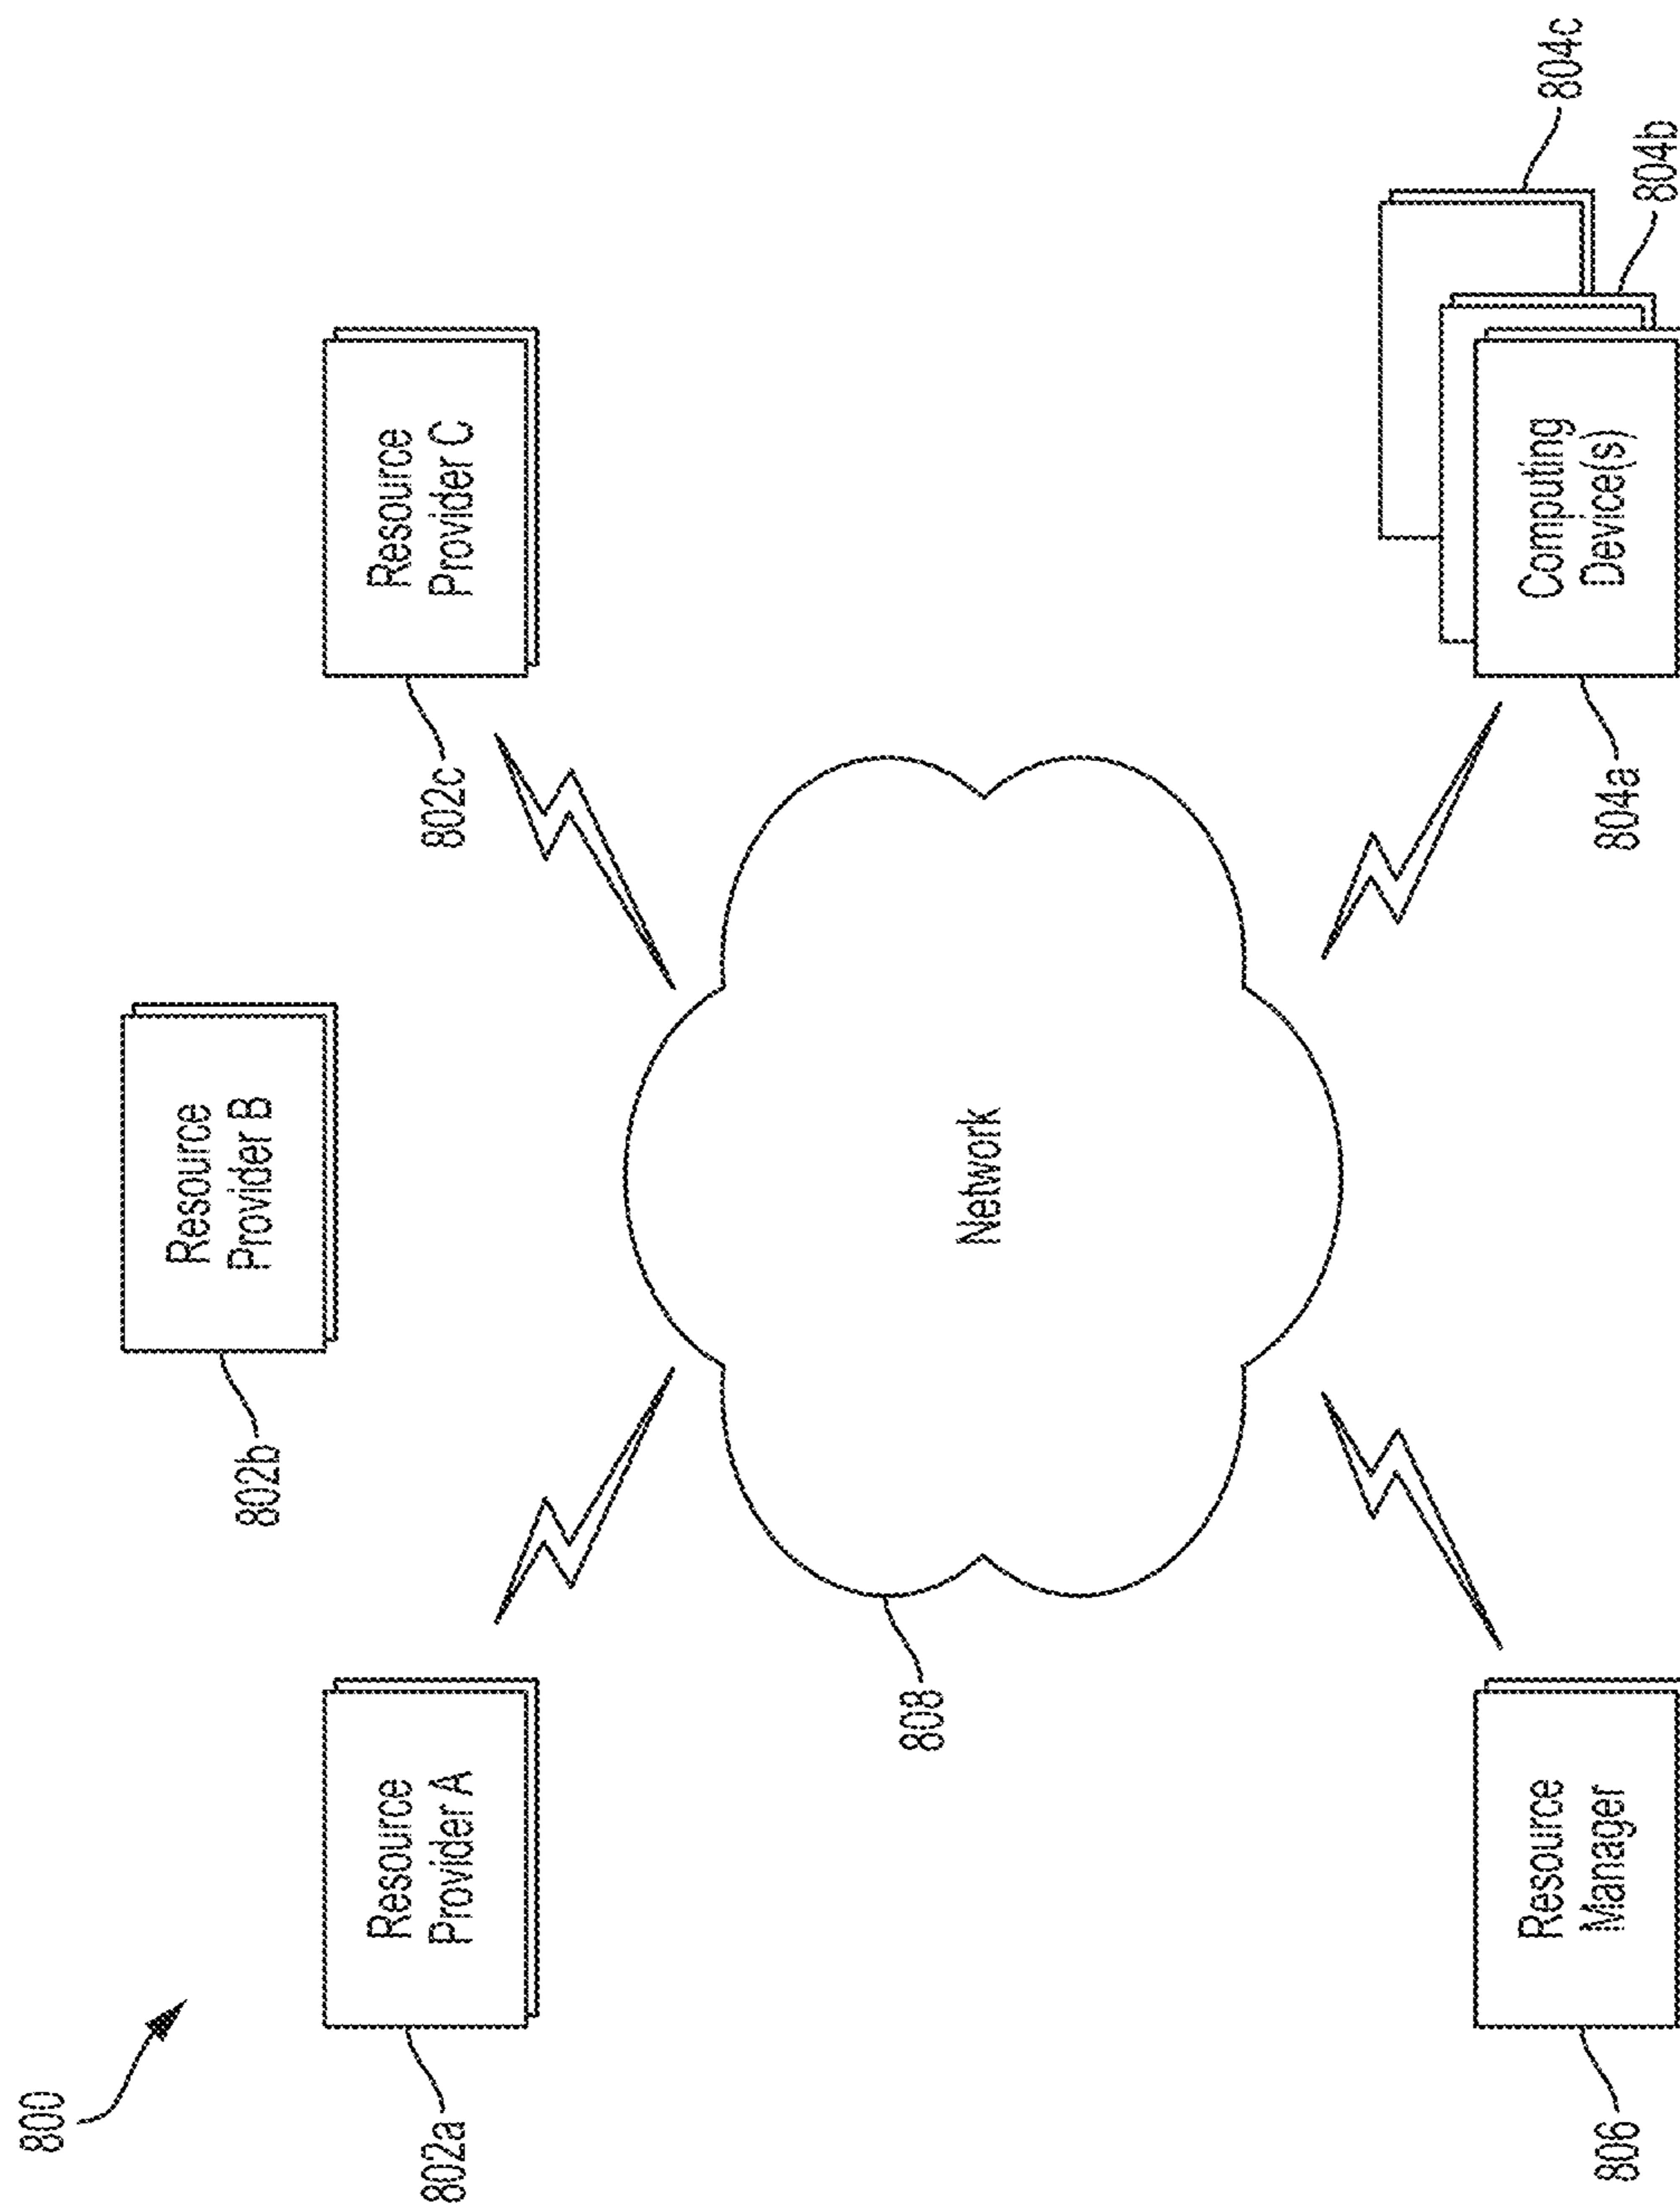 800
Resource
Provider B
802b
Resource
Provider A
802a
Resource
Provider C
802c
Network
808
Resource
Manager
806
Computing
Device(s)
804a
804b
804c